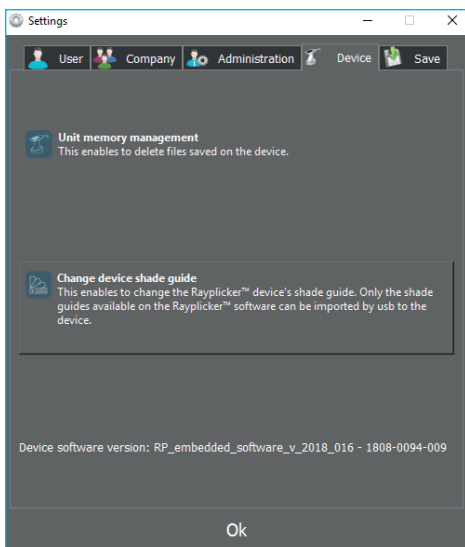 Settings
User Company Administration Device Save
Unit memory management
This enables to delete files saved on the device.
Change device shade guide
This enables to change the Rayplicker™ device's shade guide. Only the shade
guides available on the Rayplicker™ software can be imported by usb to the
device.
Device software version: RP_embedded_software_v_2018_016 - 1808-0094-009
Ok